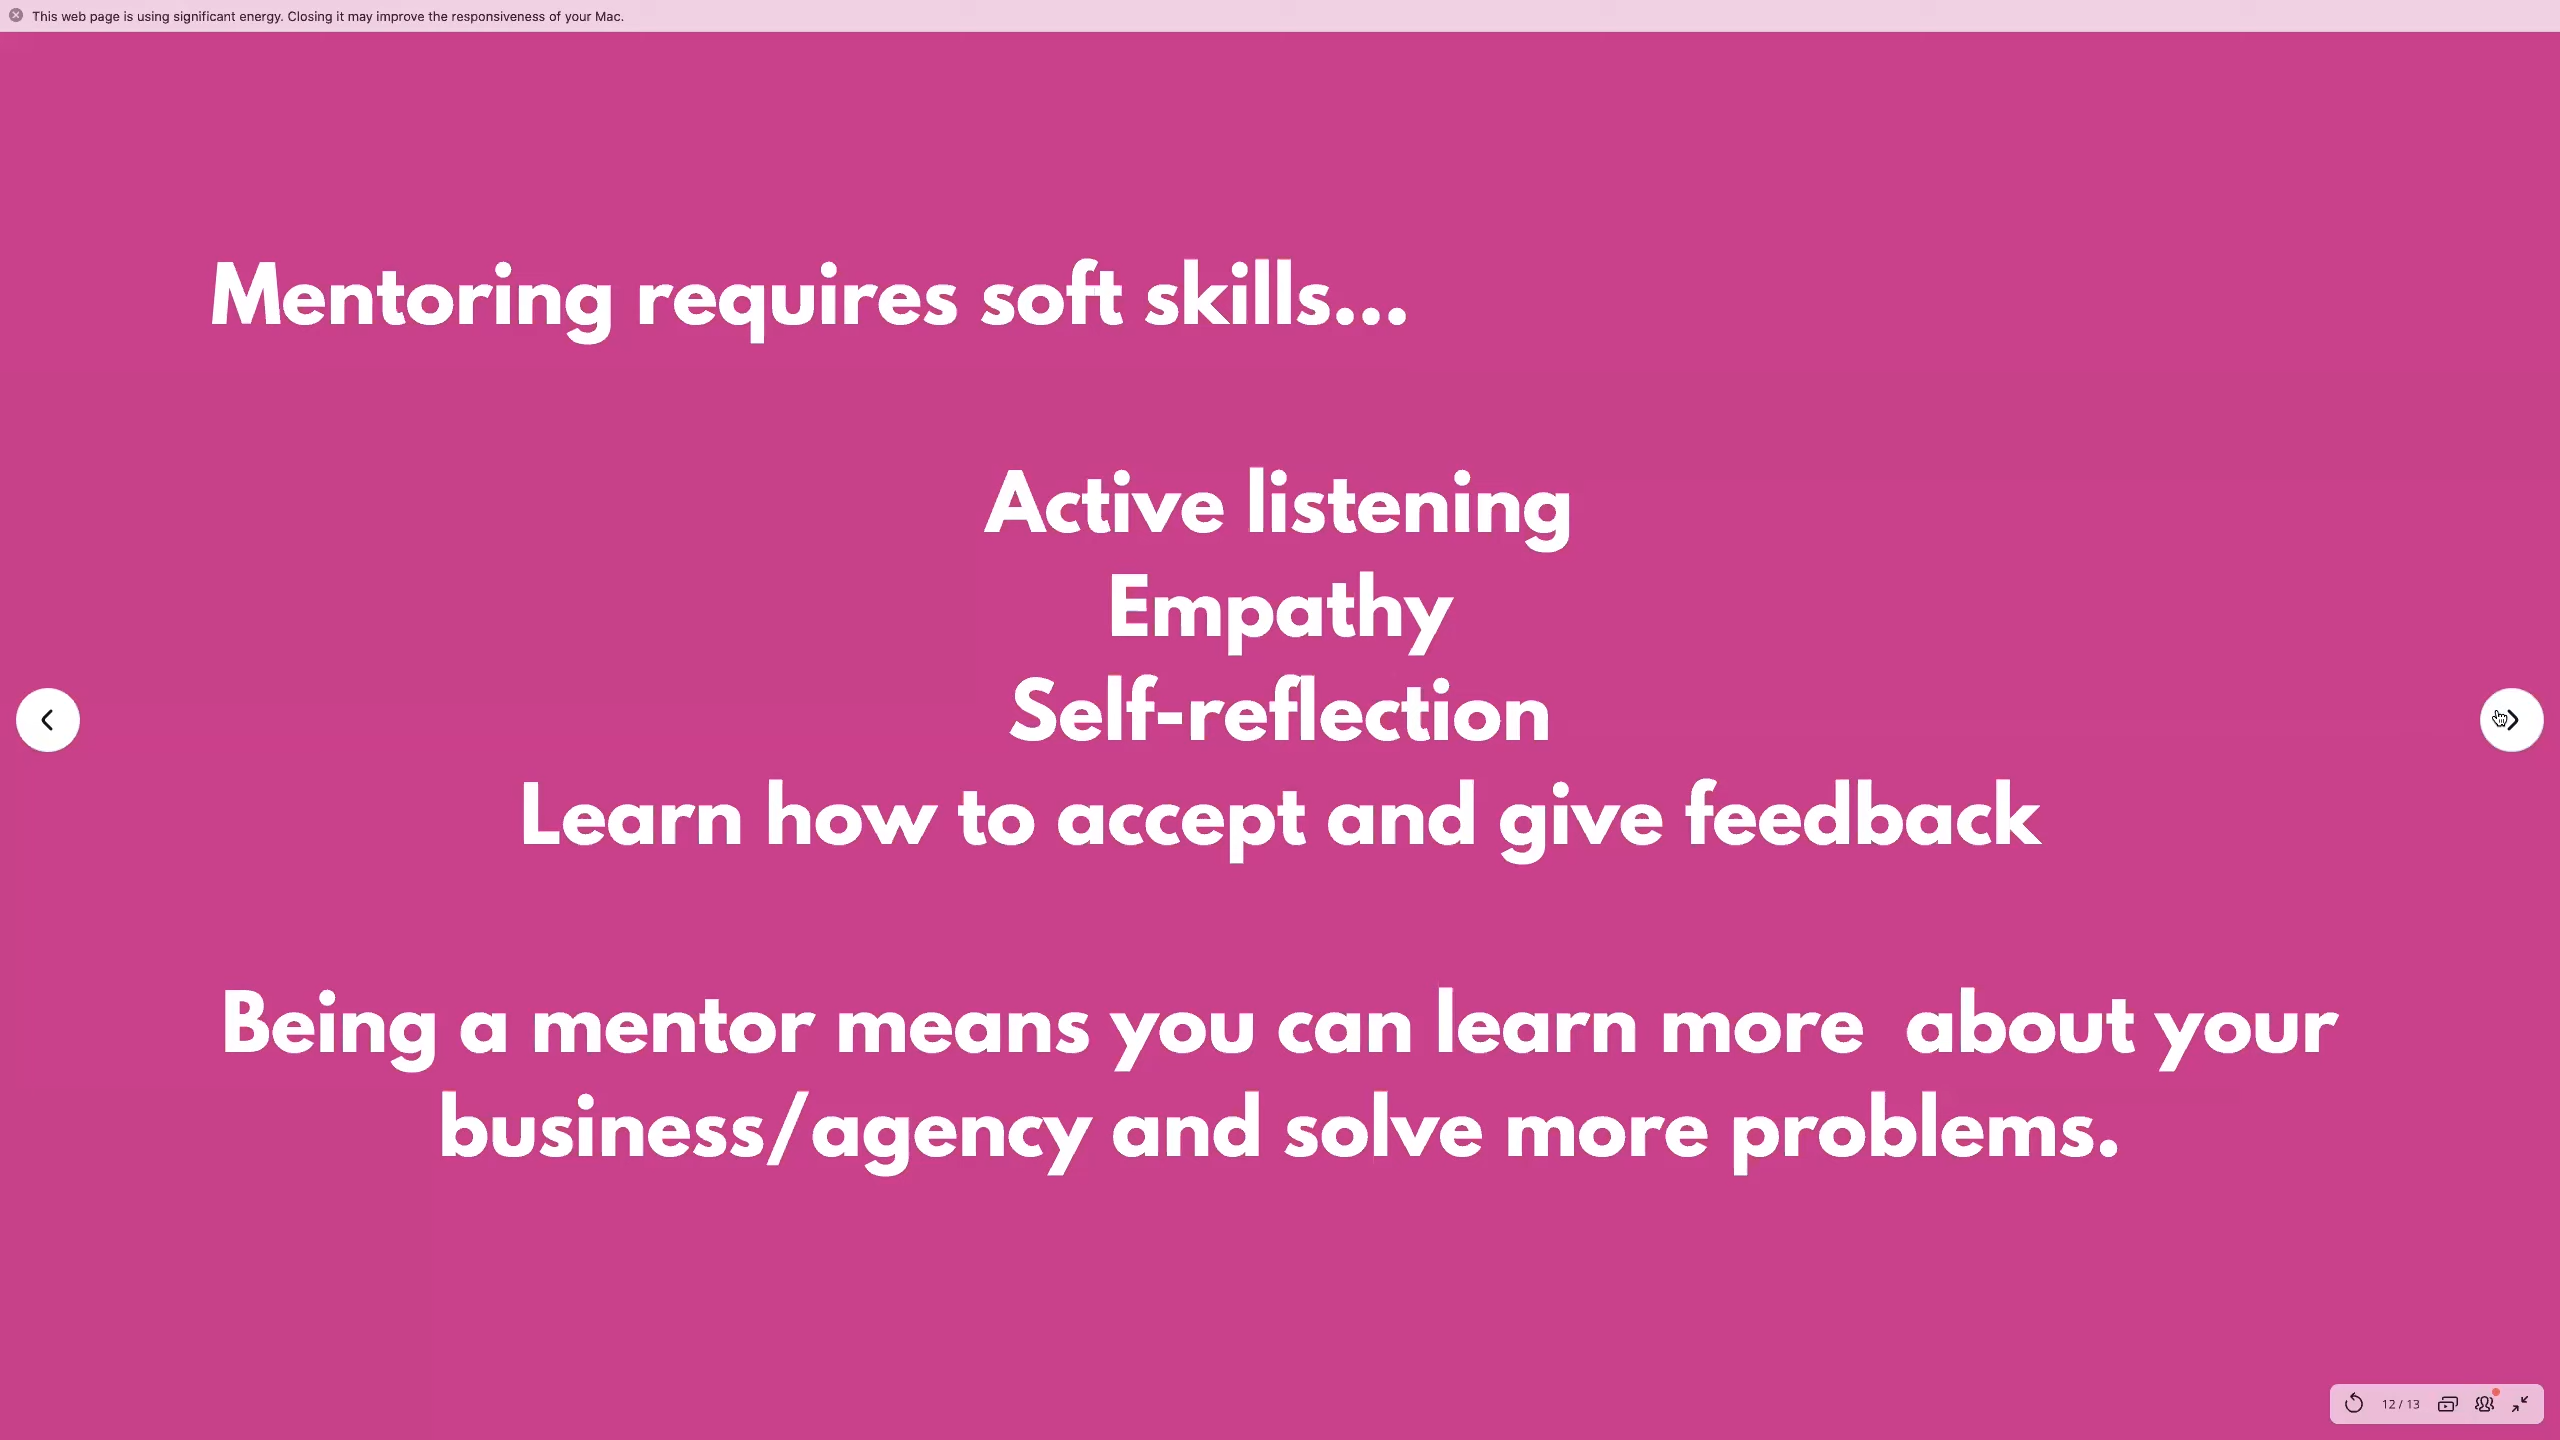 This web page is using significant energy. Closing it may improve the responsiveness of your Mac.
Mentoring requires soft skills...
Active listening
Empathy
Self-reflection
Learn how to accept and give feedback
Being a mentor means you can learn more  about your
business/agency and solve more problems.
12 / 13